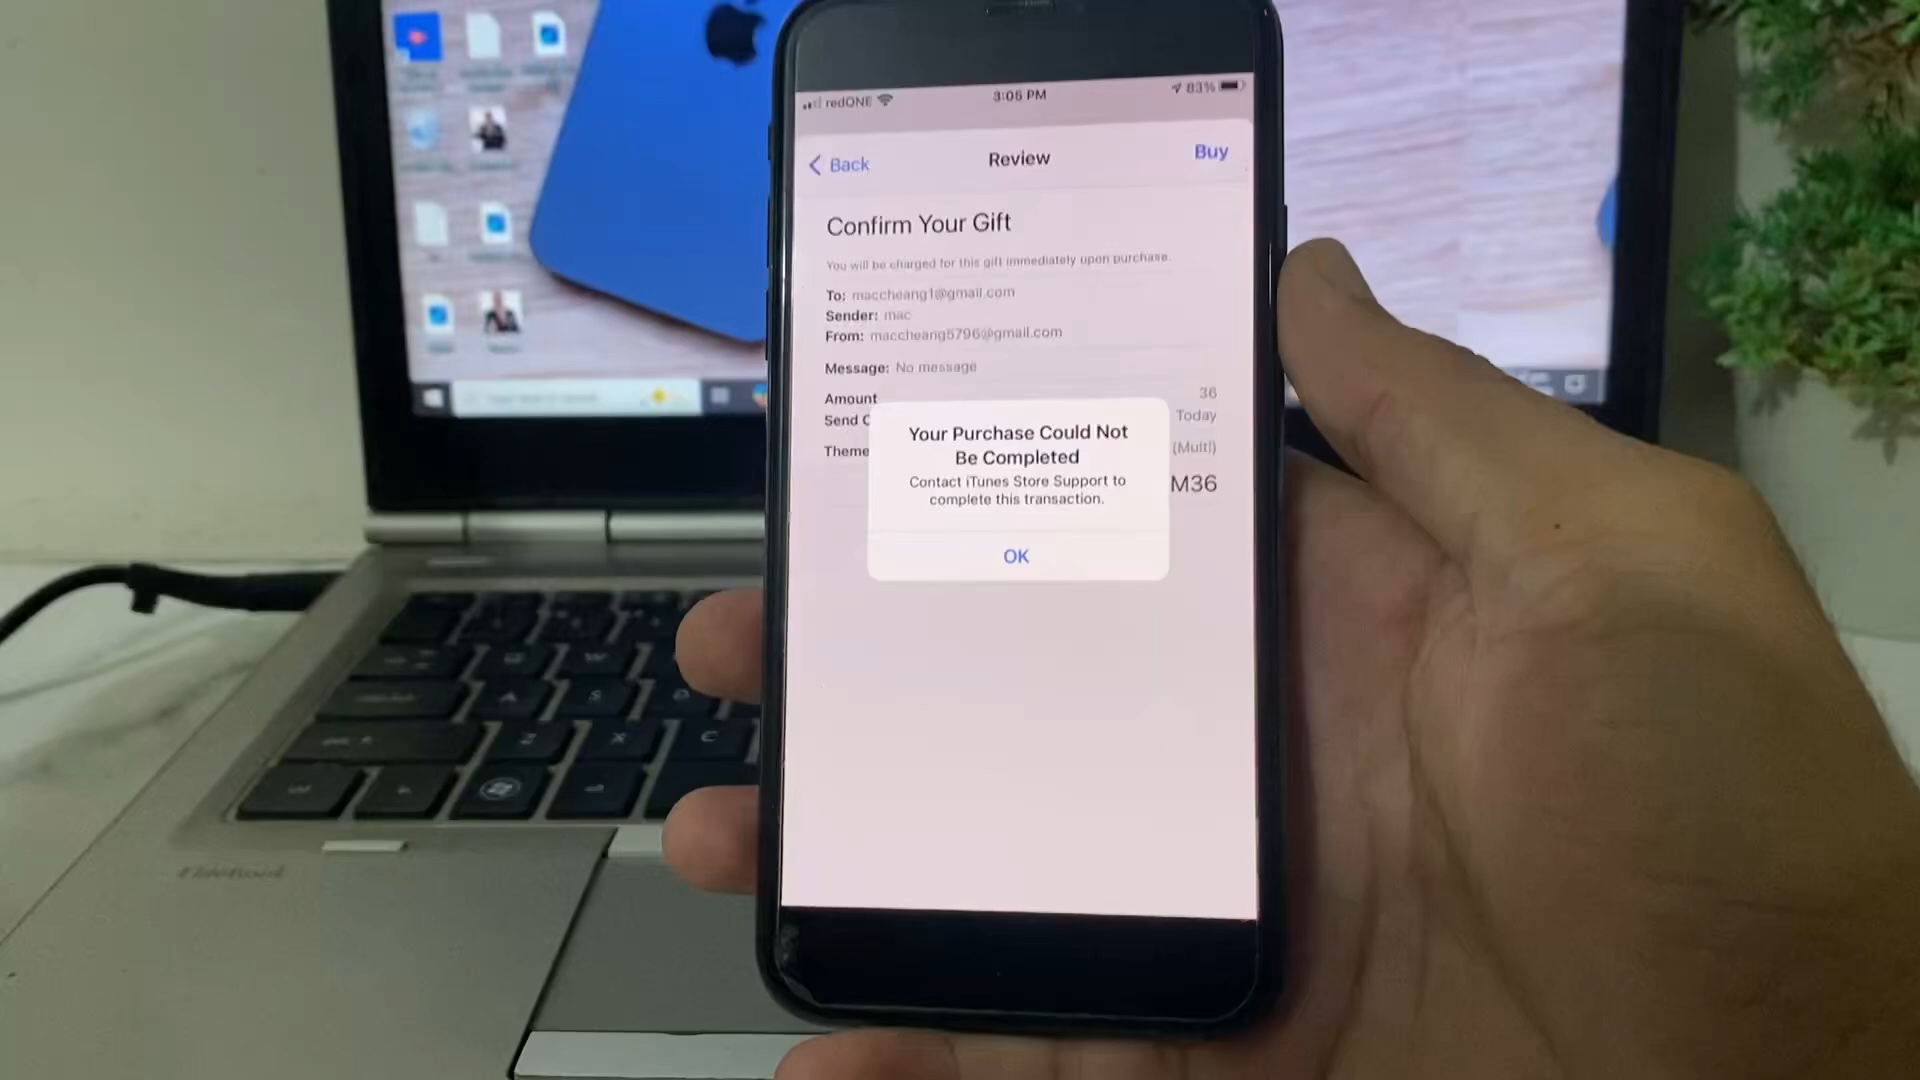 redONE
3:05 PM
83%
Back
Review
Buy
Confirm Your Gift
You will be charged for this gift immediately upon purchase.
To: maccheang1@gmail.com
Sender: mac
From: maccheang5796@gmail.com
Message: No message
Amount 36
Send Today
Theme (Multi)
M36
Your Purchase Could Not
Be Completed
Contact iTunes Store Support to
complete this transaction.
OK
W
A S D
Z X C
EliteBook